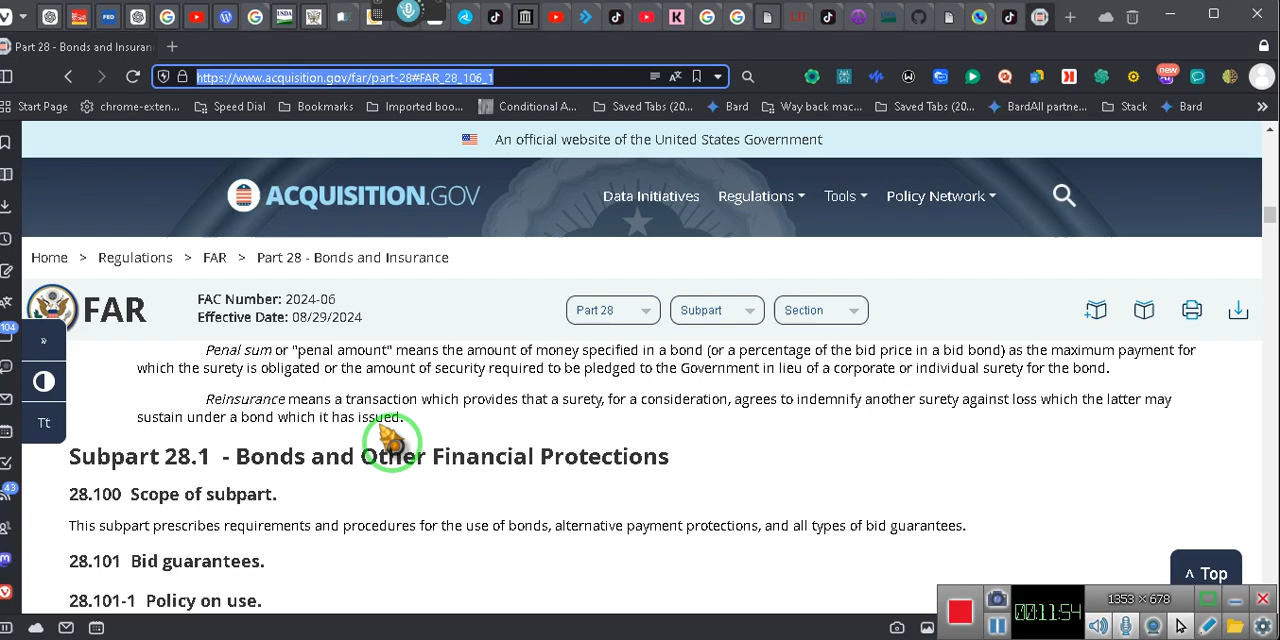 FED
USDA
K
LII
Part 28 - Bonds and Insuran
https://www.acquisition.gov/far/part-28#FAR_28_106_1
new
Start Page
chrome-exten...
Speed Dial
Bookmarks
Imported boo...
Conditional A...
Saved Tabs (20...
Bard
Way back mac...
Saved Tabs (20...
BardAll partne...
Stack
Bard
An official website of the United States Government
ACQUISITION.GOV
Data Initiatives
Regulations
Tools
Policy Network
Home > Regulations > FAR > Part 28 - Bonds and Insurance
FAR
FAC Number: 2024-06
Effective Date: 08/29/2024
Part 28
Subpart
Section
104
»
Tt
43
Penal sum or "penal amount" means the amount of money specified in a bond (or a percentage of the bid price in a bid bond) as the maximum payment for
which the surety is obligated or the amount of security required to be pledged to the Government in lieu of a corporate or individual surety for the bond.
Reinsurance means a transaction which provides that a surety, for a consideration, agrees to indemnify another surety against loss which the latter may
sustain under a bond which it has issued.
Subpart 28.1 - Bonds and Other Financial Protections
28.100 Scope of subpart.
This subpart prescribes requirements and procedures for the use of bonds, alternative payment protections, and all types of bid guarantees.
28.101 Bid guarantees.
28.101-1 Policy on use.
^ Top
00:11:54
1353 × 678